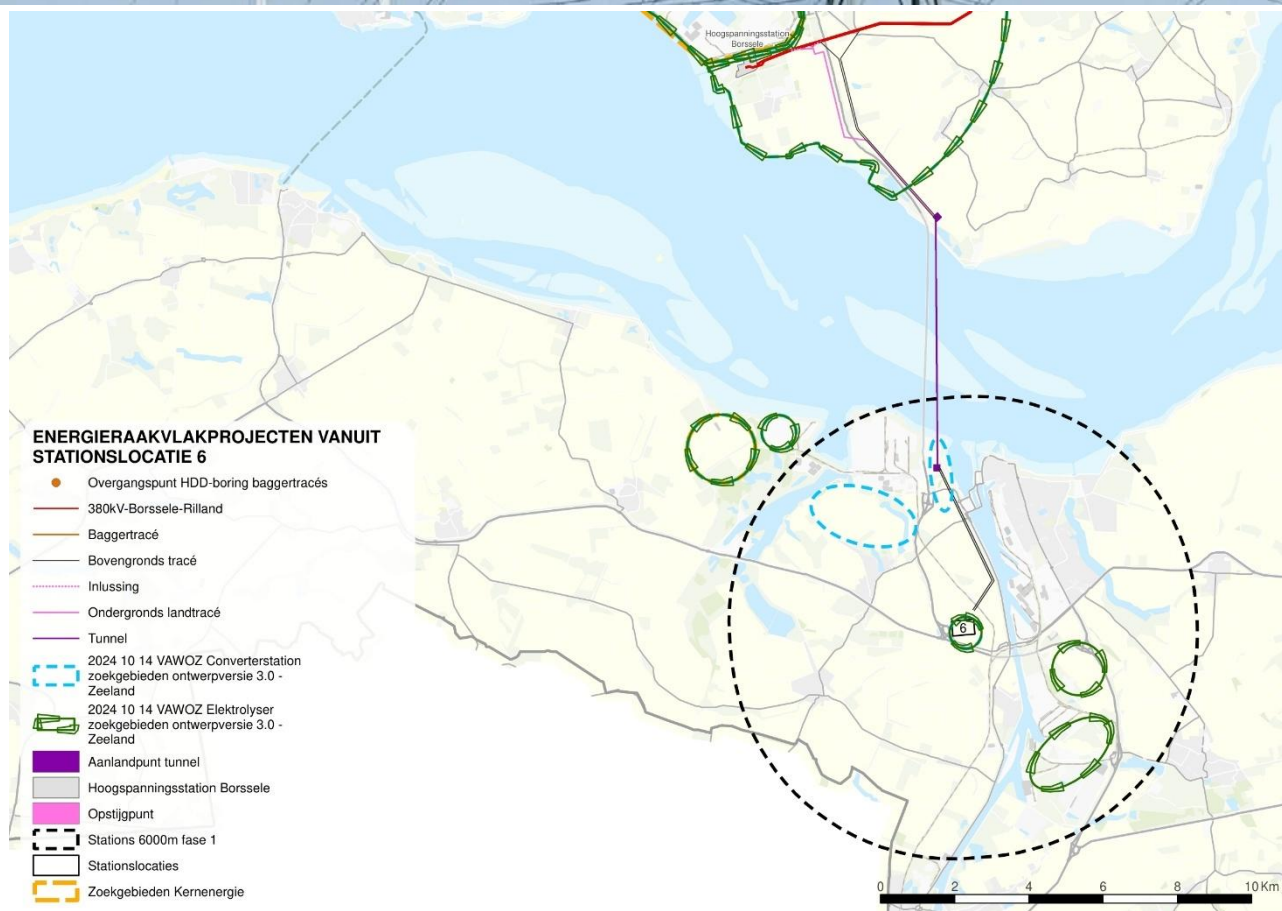 Hoogspanningsstation
Borssele
6
ENERGIERAAKVLAKPROJECTEN VANUIT
STATIONSLOCATIE 6
Overgangspunt HDD-boring baggertracés
380kV-Borssele-Rilland
Baggertracé
Bovengronds tracé
Inlussing
Ondergronds landtracé
Tunnel
2024 10 14 VAWOZ Converterstation
zoekgebieden ontwerpversie 3.0 -
Zeeland
2024 10 14 VAWOZ Elektrolyser
zoekgebieden ontwerpversie 3.0 -
Zeeland
Aanlandpunt tunnel
Hoogspanningsstation Borssele
Opstijgpunt
Stations 6000m fase 1
Stationslocaties
Zoekgebieden Kernenergie
0 2 4 6 8 10 Km